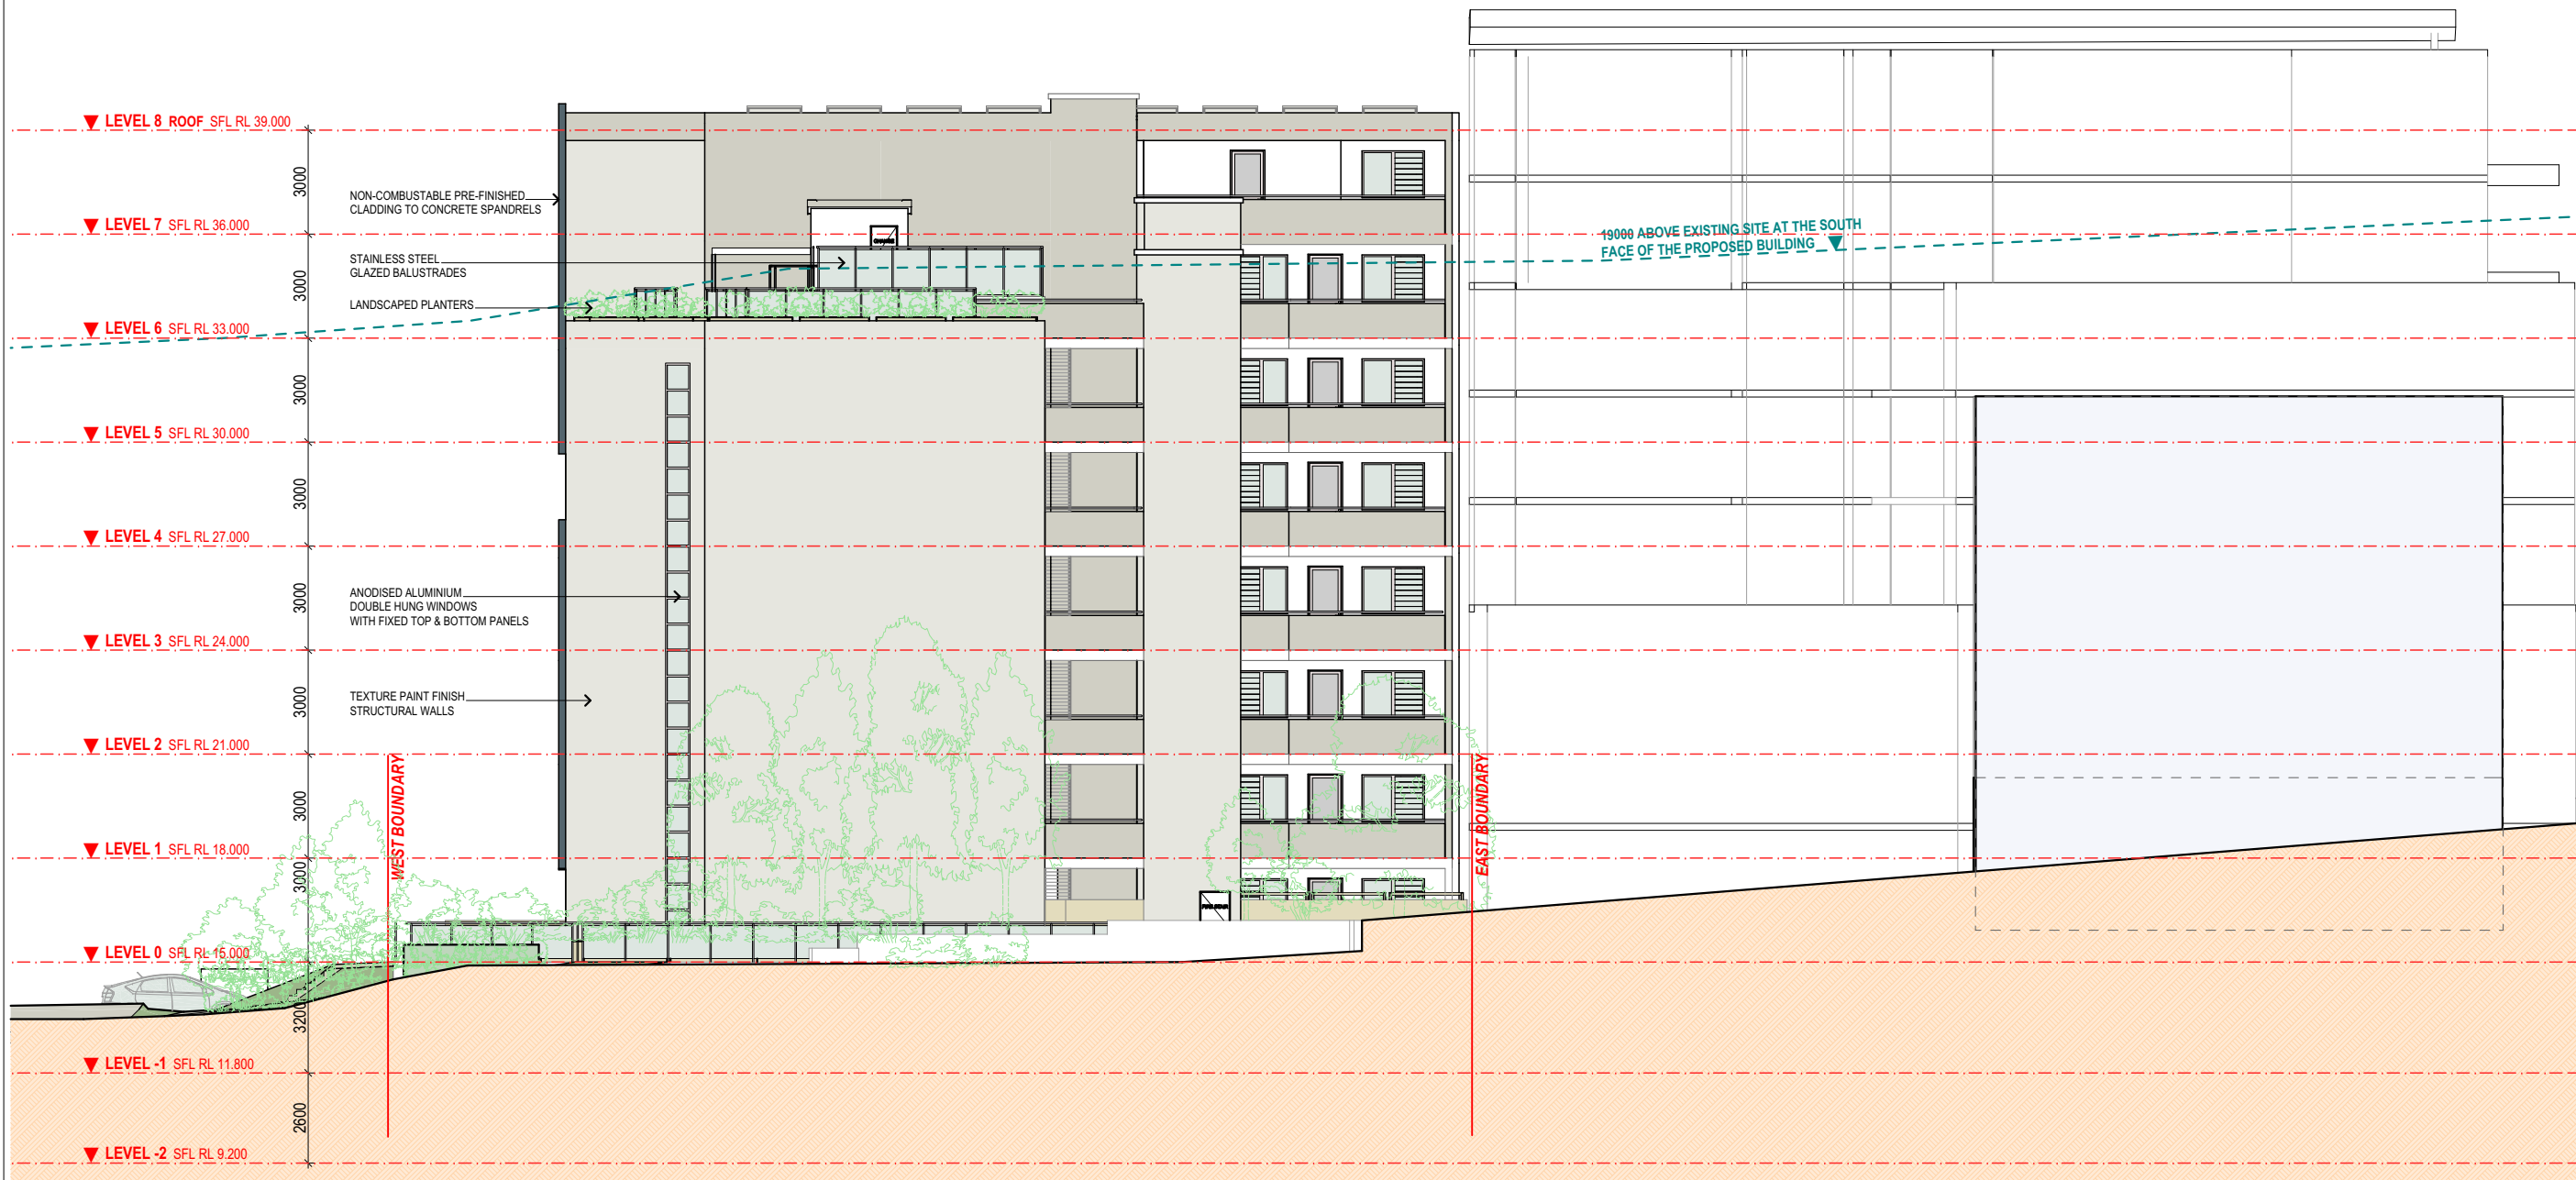 LEVEL 8 ROOF SFL RL 39.000
3000
NON-COMBUSTABLE PRE-FINISHED
CLADDING TO CONCRETE SPANDRELS
LEVEL 7 SFL RL 36.000
19000 ABOVE EXISTING SITE AT THE SOUTH
FACE OF THE PROPOSED BUILDING
STAINLESS STEEL
GLAZED BALUSTRADES
3000
LANDSCAPED PLANTERS
LEVEL 6 SFL RL 33.000
3000
LEVEL 5 SFL RL 30.000
3000
LEVEL 4 SFL RL 27.000
ANODISED ALUMINIUM
DOUBLE HUNG WINDOWS
WITH FIXED TOP & BOTTOM PANELS
3000
LEVEL 3 SFL RL 24.000
TEXTURE PAINT FINISH
STRUCTURAL WALLS
3000
LEVEL 2 SFL RL 21.000
WEST BOUNDARY
EAST BOUNDARY
3000
LEVEL 1 SFL RL 18.000
3000
LEVEL 0 SFL RL 15.000
3200
LEVEL -1 SFL RL 11.800
2600
LEVEL -2 SFL RL 9.200